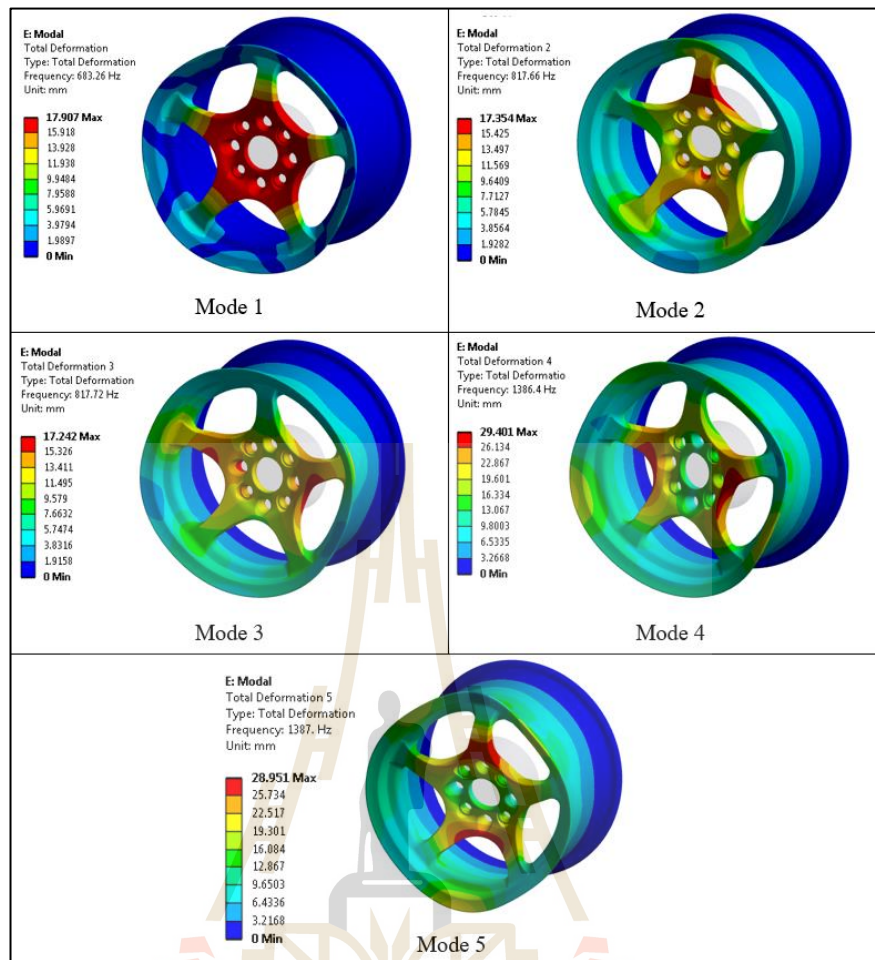 E: Modal
Total Deformation
Type: Total Deformation
Frequency: 683.26 Hz
Unit: mm
17.907 Max
15.918
13.928
11.938
9.9484
7.9588
5.9691
3.9794
1.9897
0 Min
Mode 1
E: Modal
Total Deformation 2
Type: Total Deformation
Frequency: 817.66 Hz
Unit: mm
17.354 Max
15.425
13.497
11.569
9.6409
7.7127
5.7845
3.8564
1.9282
0 Min
Mode 2
E: Modal
Total Deformation 3
Type: Total Deformation
Frequency: 817.72 Hz
Unit: mm
17.242 Max
15.326
13.411
11.495
9.579
7.6632
5.7474
3.8316
1.9158
0 Min
Mode 3
E: Modal
Total Deformation 4
Type: Total Deformatio
Frequency: 1386.4 Hz
Unit: mm
29.401 Max
26.134
22.867
19.601
16.334
13.067
9.8003
6.5335
3.2668
0 Min
Mode 4
E: Modal
Total Deformation 5
Type: Total Deformation
Frequency: 1387. Hz
Unit: mm
28.951 Max
25.734
22.517
19.301
16.084
12.867
9.6503
6.4336
3.2168
0 Min
Mode 5